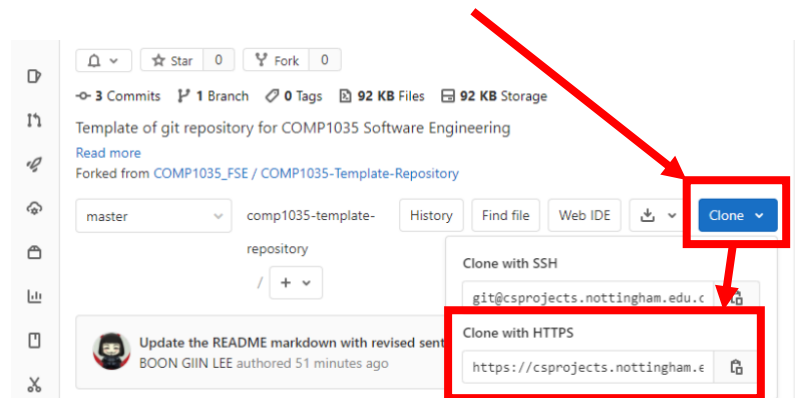 Star 0 Fork 0
3 Commits 1 Branch 0 Tags 92 KB Files 92 KB Storage
Template of git repository for COMP1035 Software Engineering
Read more
Forked from COMP1035_FSE / COMP1035-Template-Repository
master comp1035-template- History Find file Web IDE Clone
repository
/ +
Clone with SSH
git@csprojects.nottingham.edu.c
Update the README markdown with revised sent
Clone with HTTPS
BOON GIIN LEE authored 51 minutes ago
https://csprojects.nottingham.e